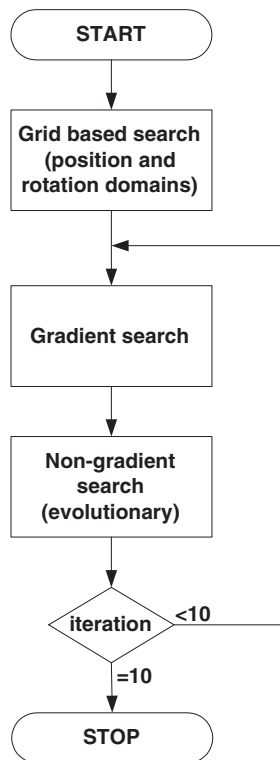 START
Grid based search
(position and
rotation domains)
Gradient search
Non-gradient
search
(evolutionary)
iteration
<10
=10
STOP